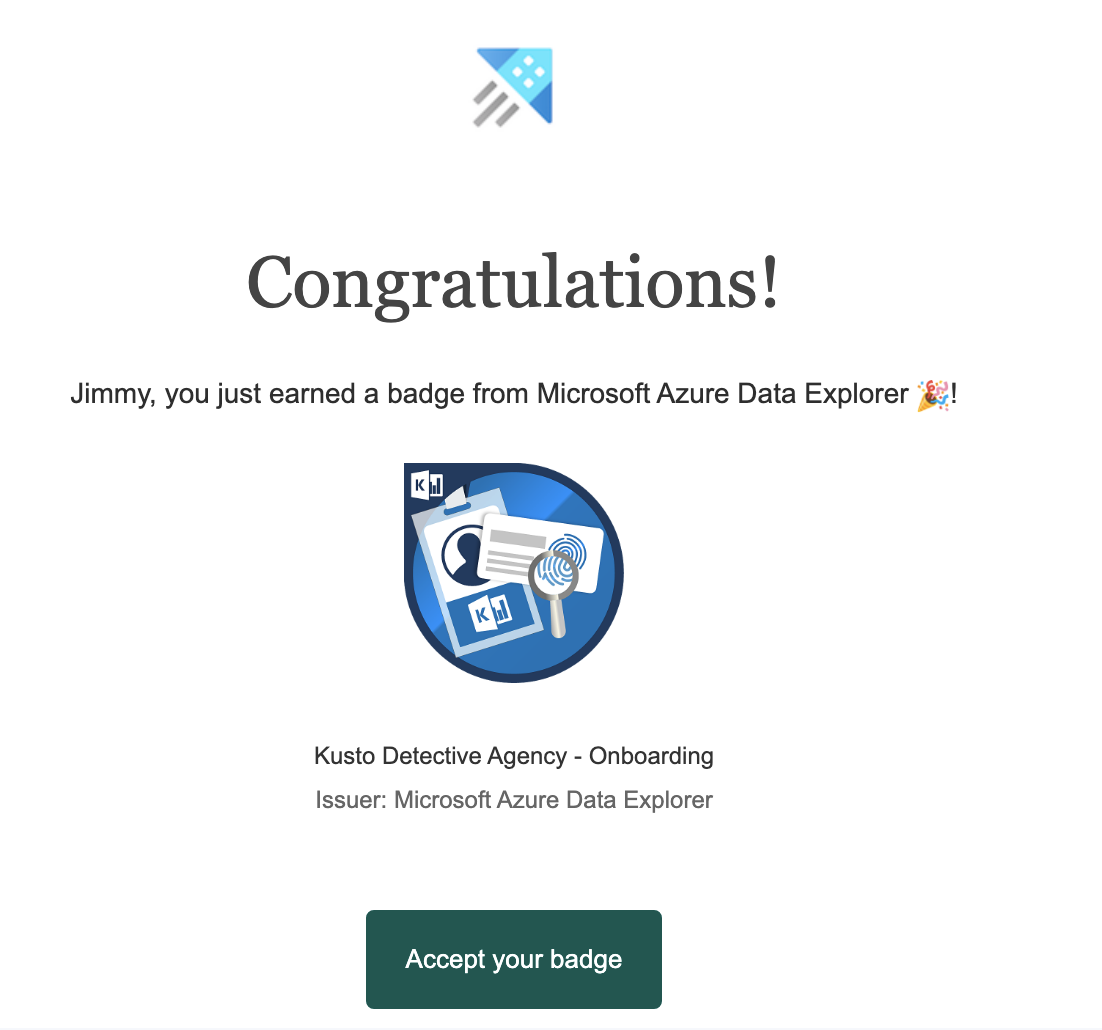 Congratulations!
Jimmy, you just earned a badge from Microsoft Azure Data Explorer 🎉!
K
K
Kusto Detective Agency - Onboarding
Issuer: Microsoft Azure Data Explorer
Accept your badge